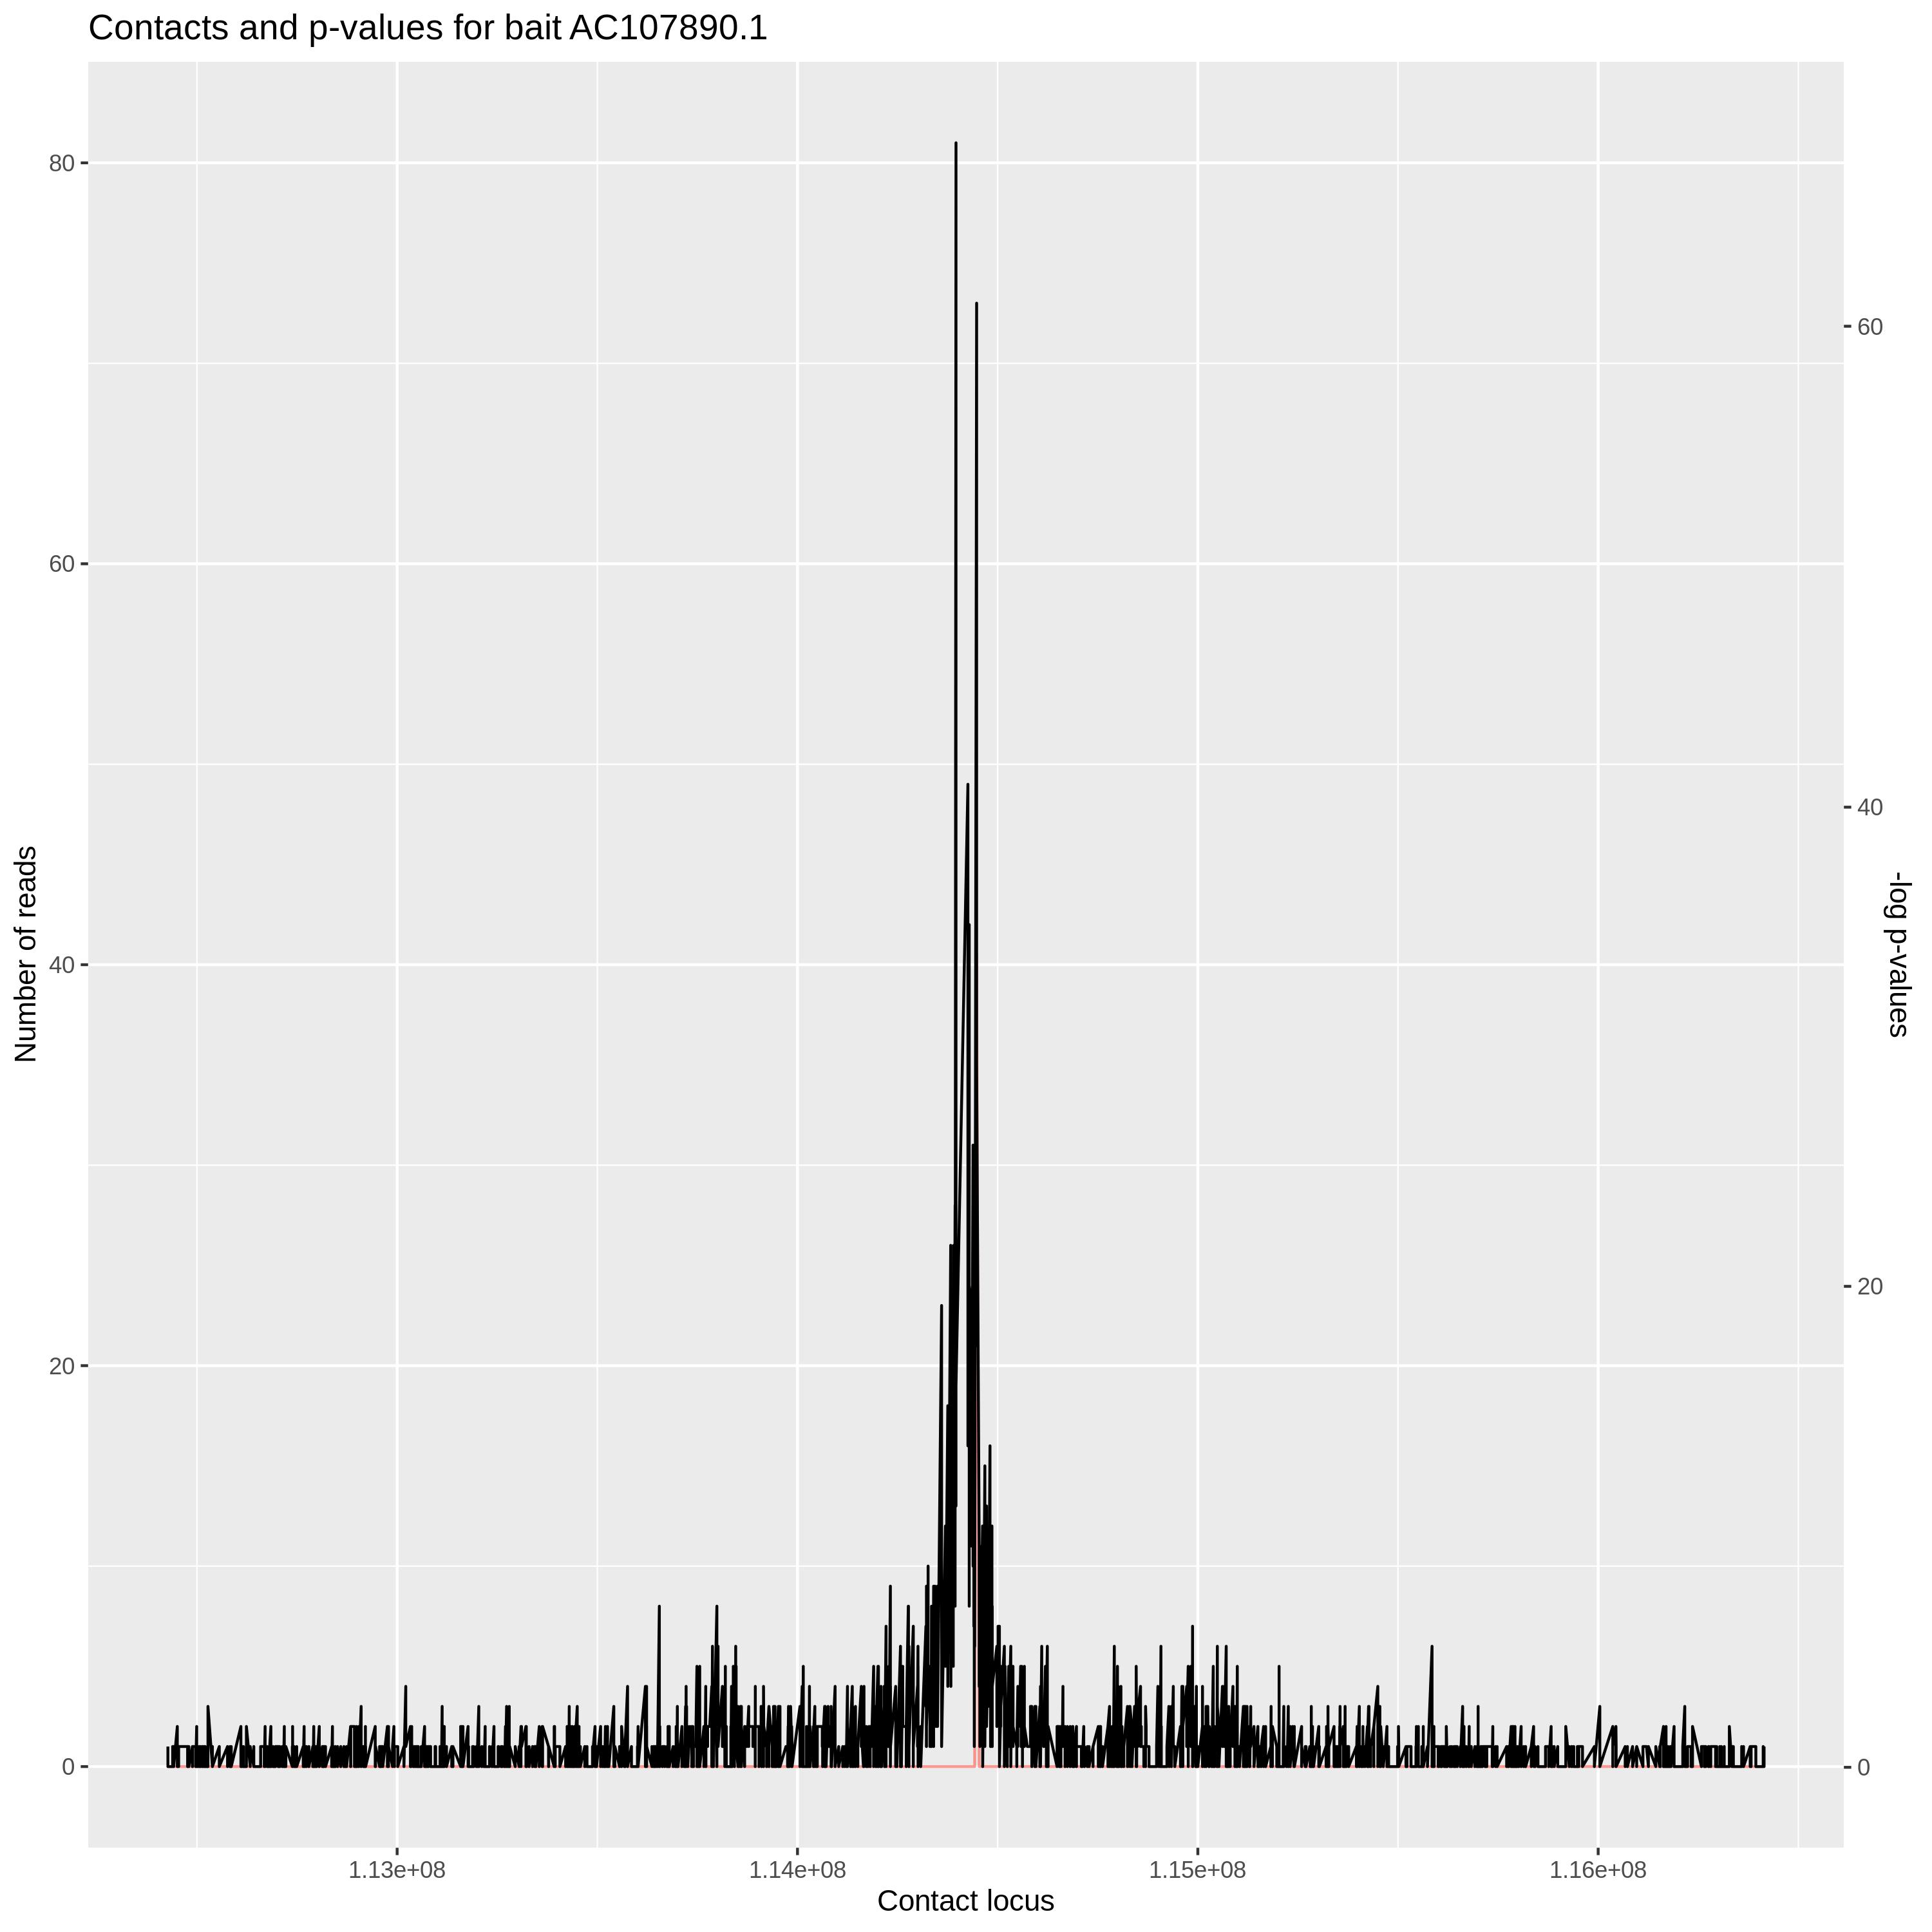 Contacts and p-values for bait AC107890.1
80
60
40
20
0
Number of reads
60
40
20
0
-log p-values
1.13e+08
1.14e+08
1.15e+08
1.16e+08
Contact locus